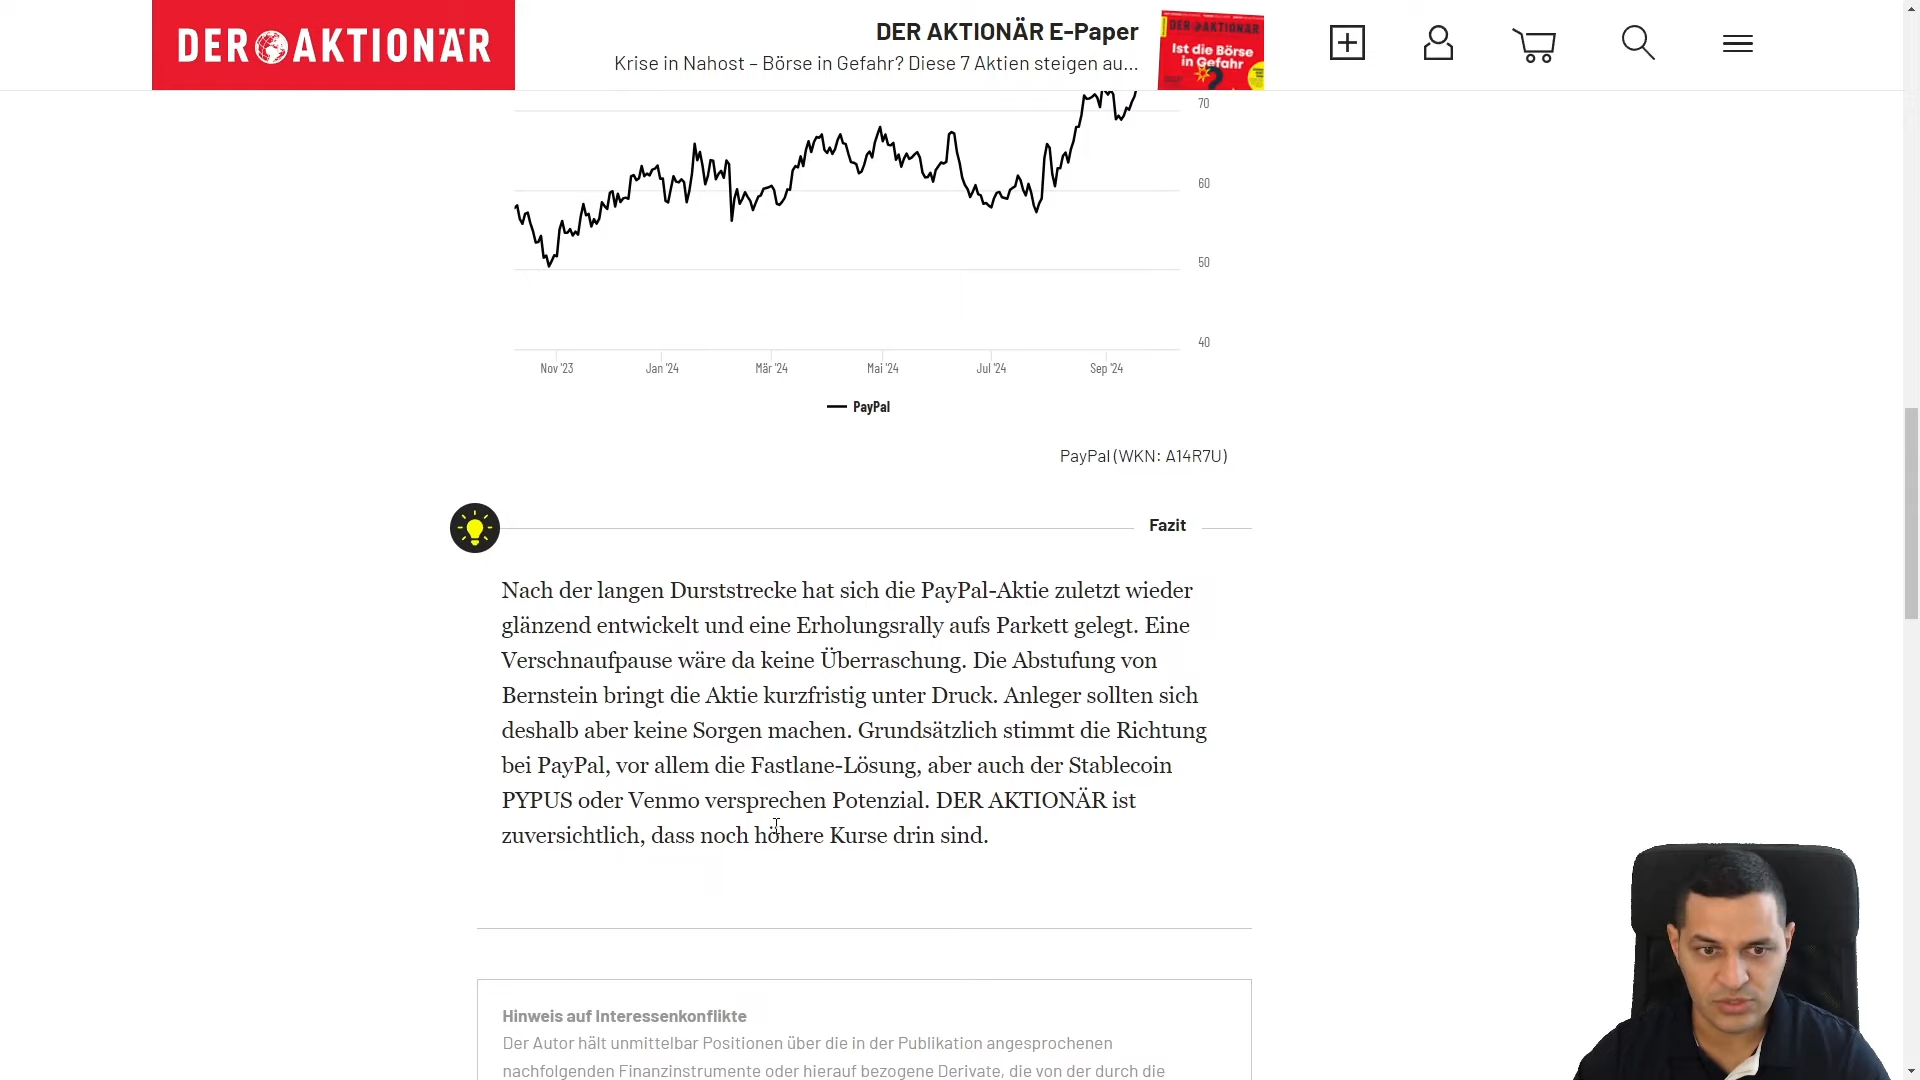 DER AKTIONÄR
DER AKTIONÄR E-Paper
Krise in Nahost – Börse in Gefahr? Diese 7 Aktien steigen au...
DER AKTIONÄR
Ist die Börse
in Gefahr
?
70
60
50
40
Nov '23 Jan '24 Mär '24 Mai '24 Jul '24 Sep '24
PayPal
PayPal (WKN: A14R7U)
Fazit
Nach der langen Durststrecke hat sich die PayPal-Aktie zuletzt wieder
glänzend entwickelt und eine Erholungsrally aufs Parkett gelegt. Eine
Verschnaufpause wäre da keine Überraschung. Die Abstufung von
Bernstein bringt die Aktie kurzfristig unter Druck. Anleger sollten sich
deshalb aber keine Sorgen machen. Grundsätzlich stimmt die Richtung
bei PayPal, vor allem die Fastlane-Lösung, aber auch der Stablecoin
PYPUS oder Venmo versprechen Potenzial. DER AKTIONÄR ist
zuversichtlich, dass noch höhere Kurse drin sind.
Hinweis auf Interessenkonflikte
Der Autor hält unmittelbar Positionen über die in der Publikation angesprochenen
nachfolgenden Finanzinstrumente oder hierauf bezogene Derivate, die von der durch die